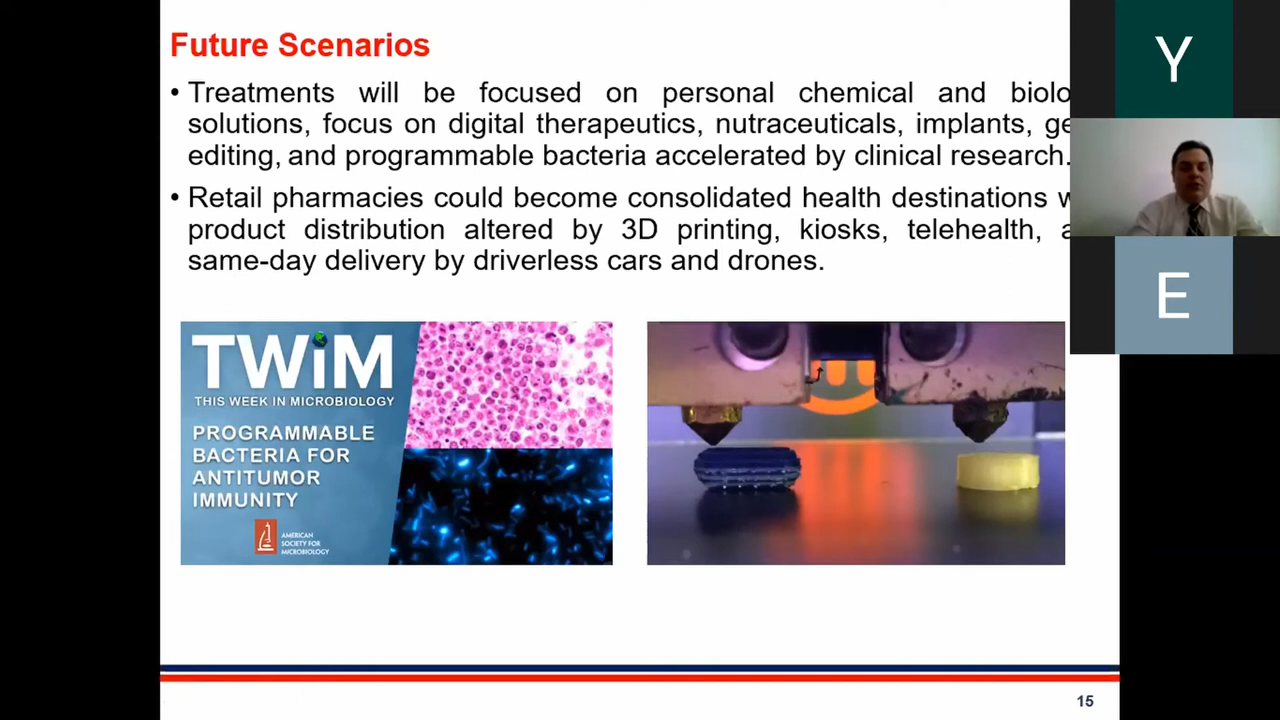 Future Scenarios
• Treatments will be focused on personal chemical and biolo
solutions, focus on digital therapeutics, nutraceuticals, implants, ge
editing, and programmable bacteria accelerated by clinical research.
• Retail pharmacies could become consolidated health destinations w
product distribution altered by 3D printing, kiosks, telehealth, a
same-day delivery by driverless cars and drones.
TWiM
THIS WEEK IN MICROBIOLOGY
PROGRAMMABLE
BACTERIA FOR
ANTITUMOR
IMMUNITY
AMERICAN
SOCIETY FOR
MICROBIOLOGY
15
Y
E